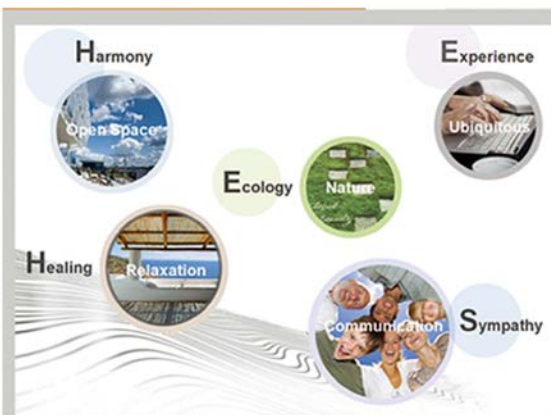 Harmony
Open Space
Experience
Ubiquitous
Ecology
Nature
Healing
Relaxation
Communication
Sympathy